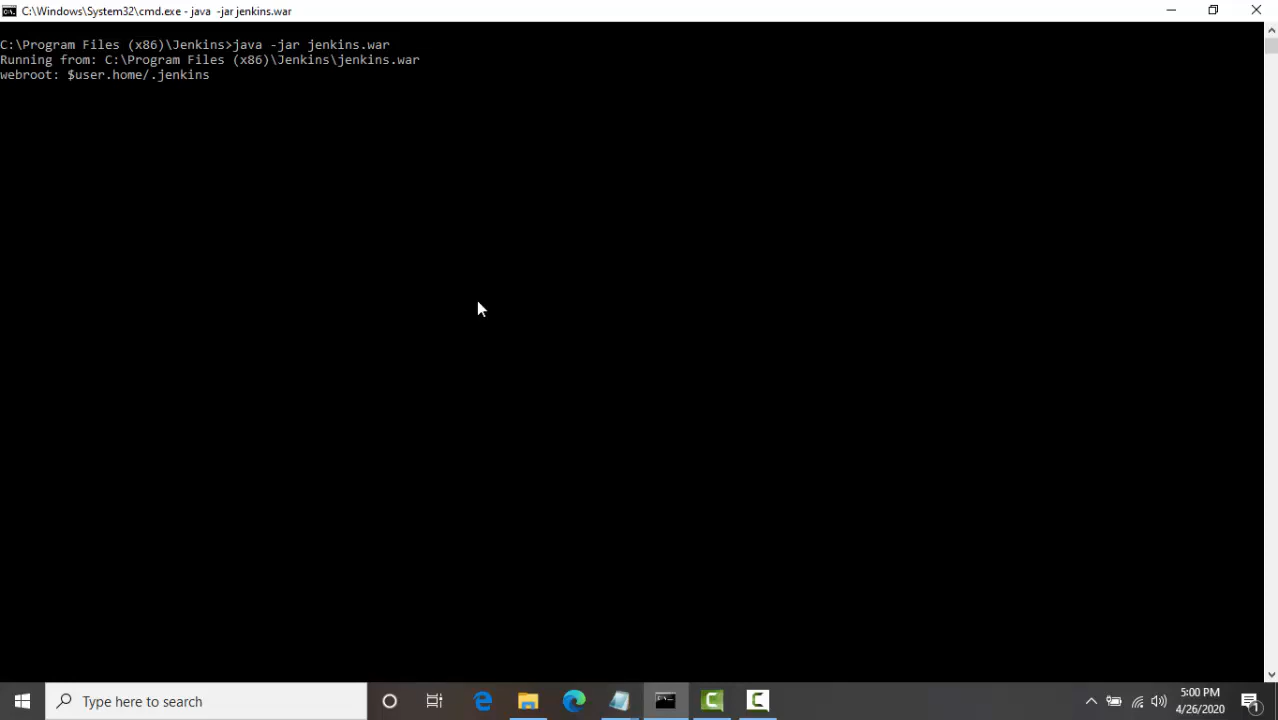 C:\Windows\System32\cmd.exe - java -jar jenkins.war
C:\Program Files (x86)\Jenkins>java -jar jenkins.war
Running from: C:\Program Files (x86)\Jenkins\jenkins.war
webroot: $user.home/.jenkins
Type here to search
5:00 PM
4/26/2020
1